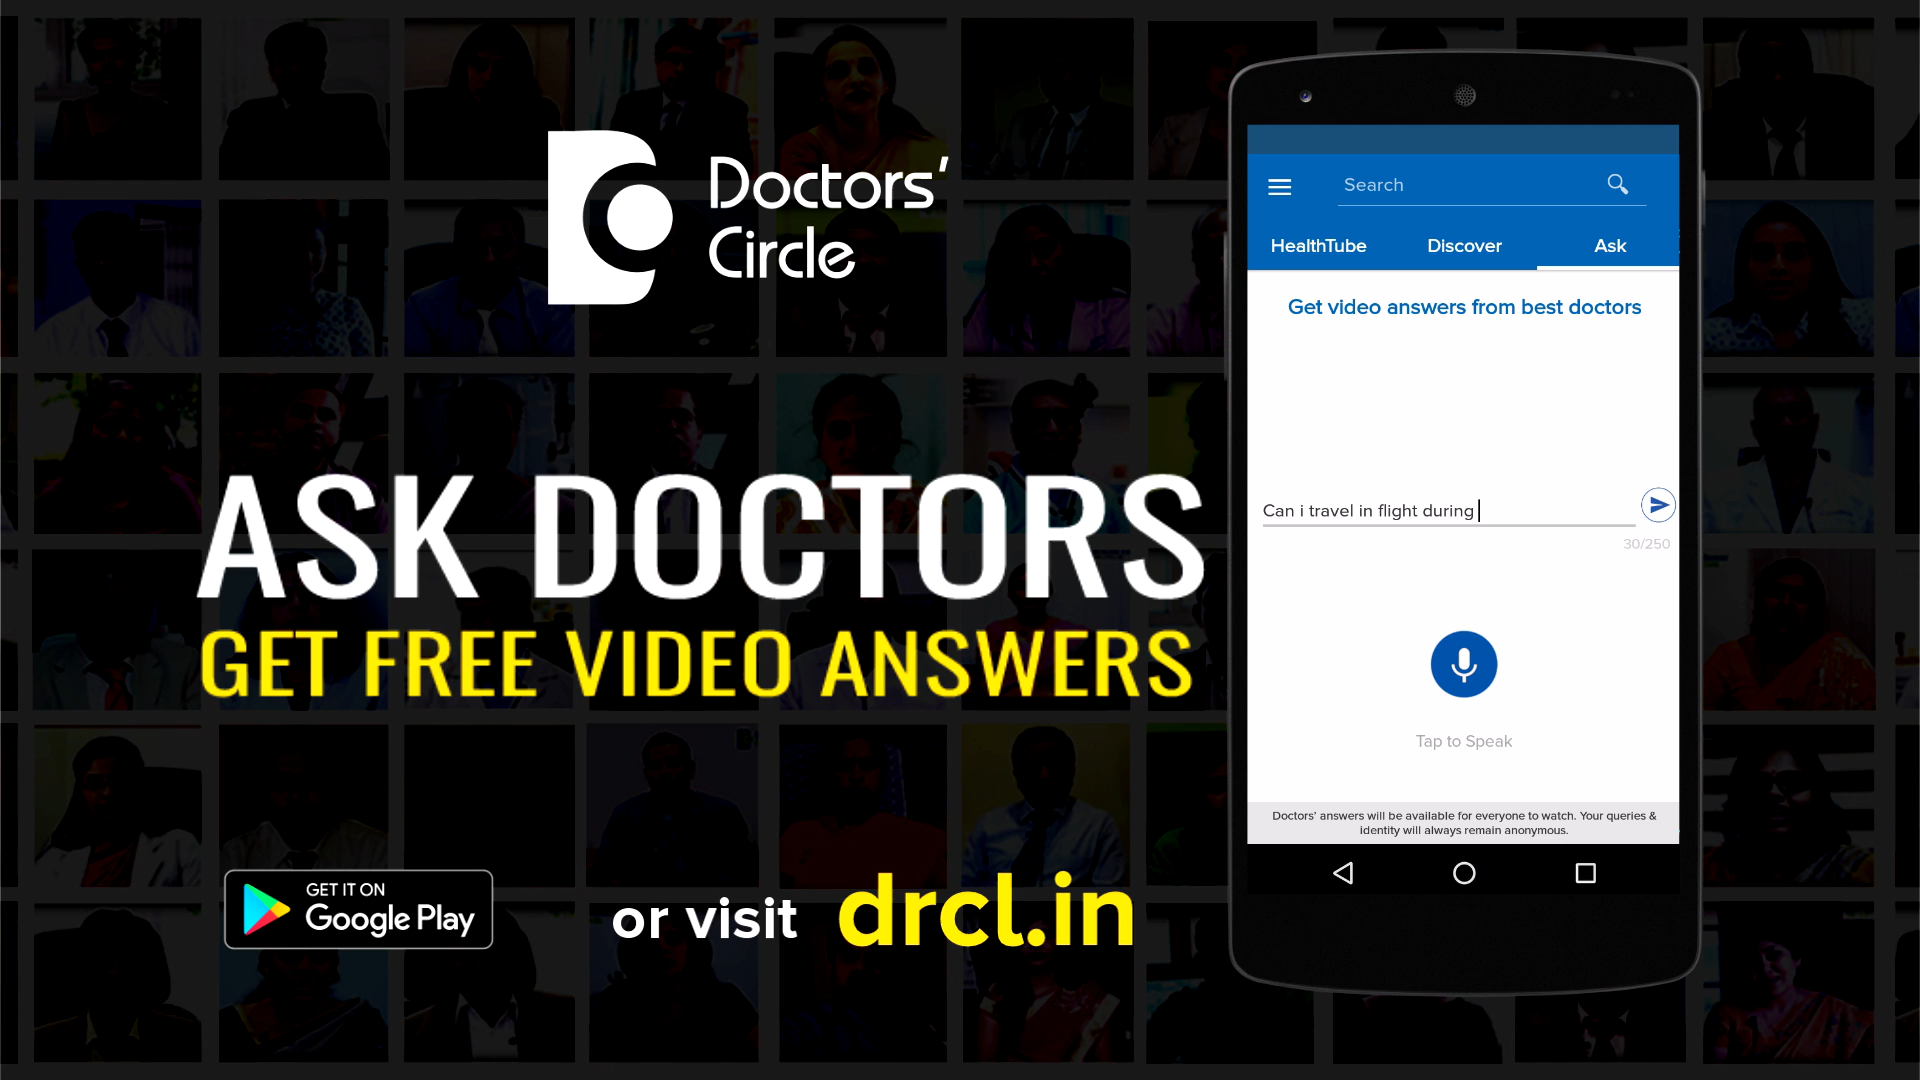 Doctors'
Circle
ASK DOCTORS
GET FREE VIDEO ANSWERS
GET IT ON
Google Play
or visit drcl.in
Search
HealthTube Discover Ask
Get video answers from best doctors
Can i travel in flight during
30/250
Tap to Speak
Doctors' answers will be available for everyone to watch. Your queries &
identity will always remain anonymous.